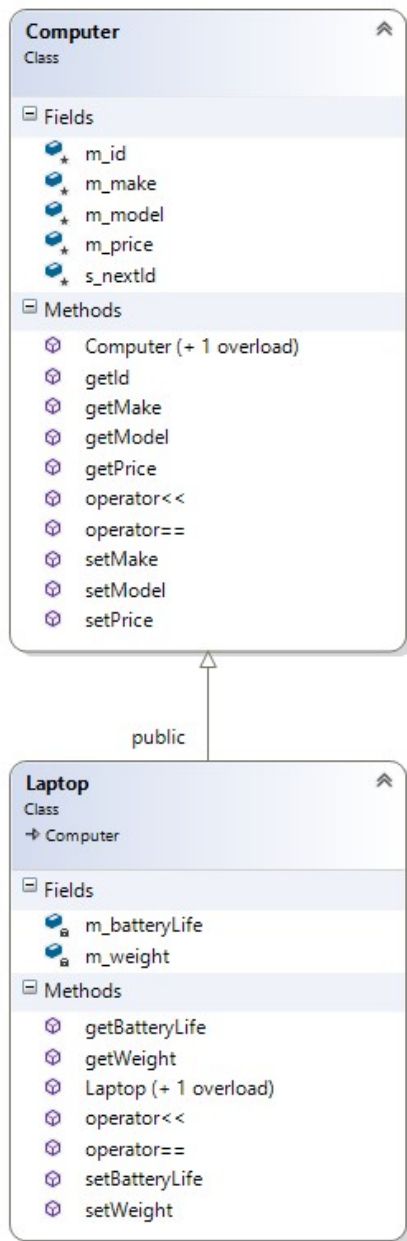 Computer
Class
Fields
m_id
m_make
m_model
m_price
s_nextId
Methods
Computer (+ 1 overload)
getId
getMake
getModel
getPrice
operator<<
operator==
setMake
setModel
setPrice
public
Laptop
Class
Computer
Fields
m_batteryLife
m_weight
Methods
getBatteryLife
getWeight
Laptop (+ 1 overload)
operator<<
operator==
setBatteryLife
setWeight